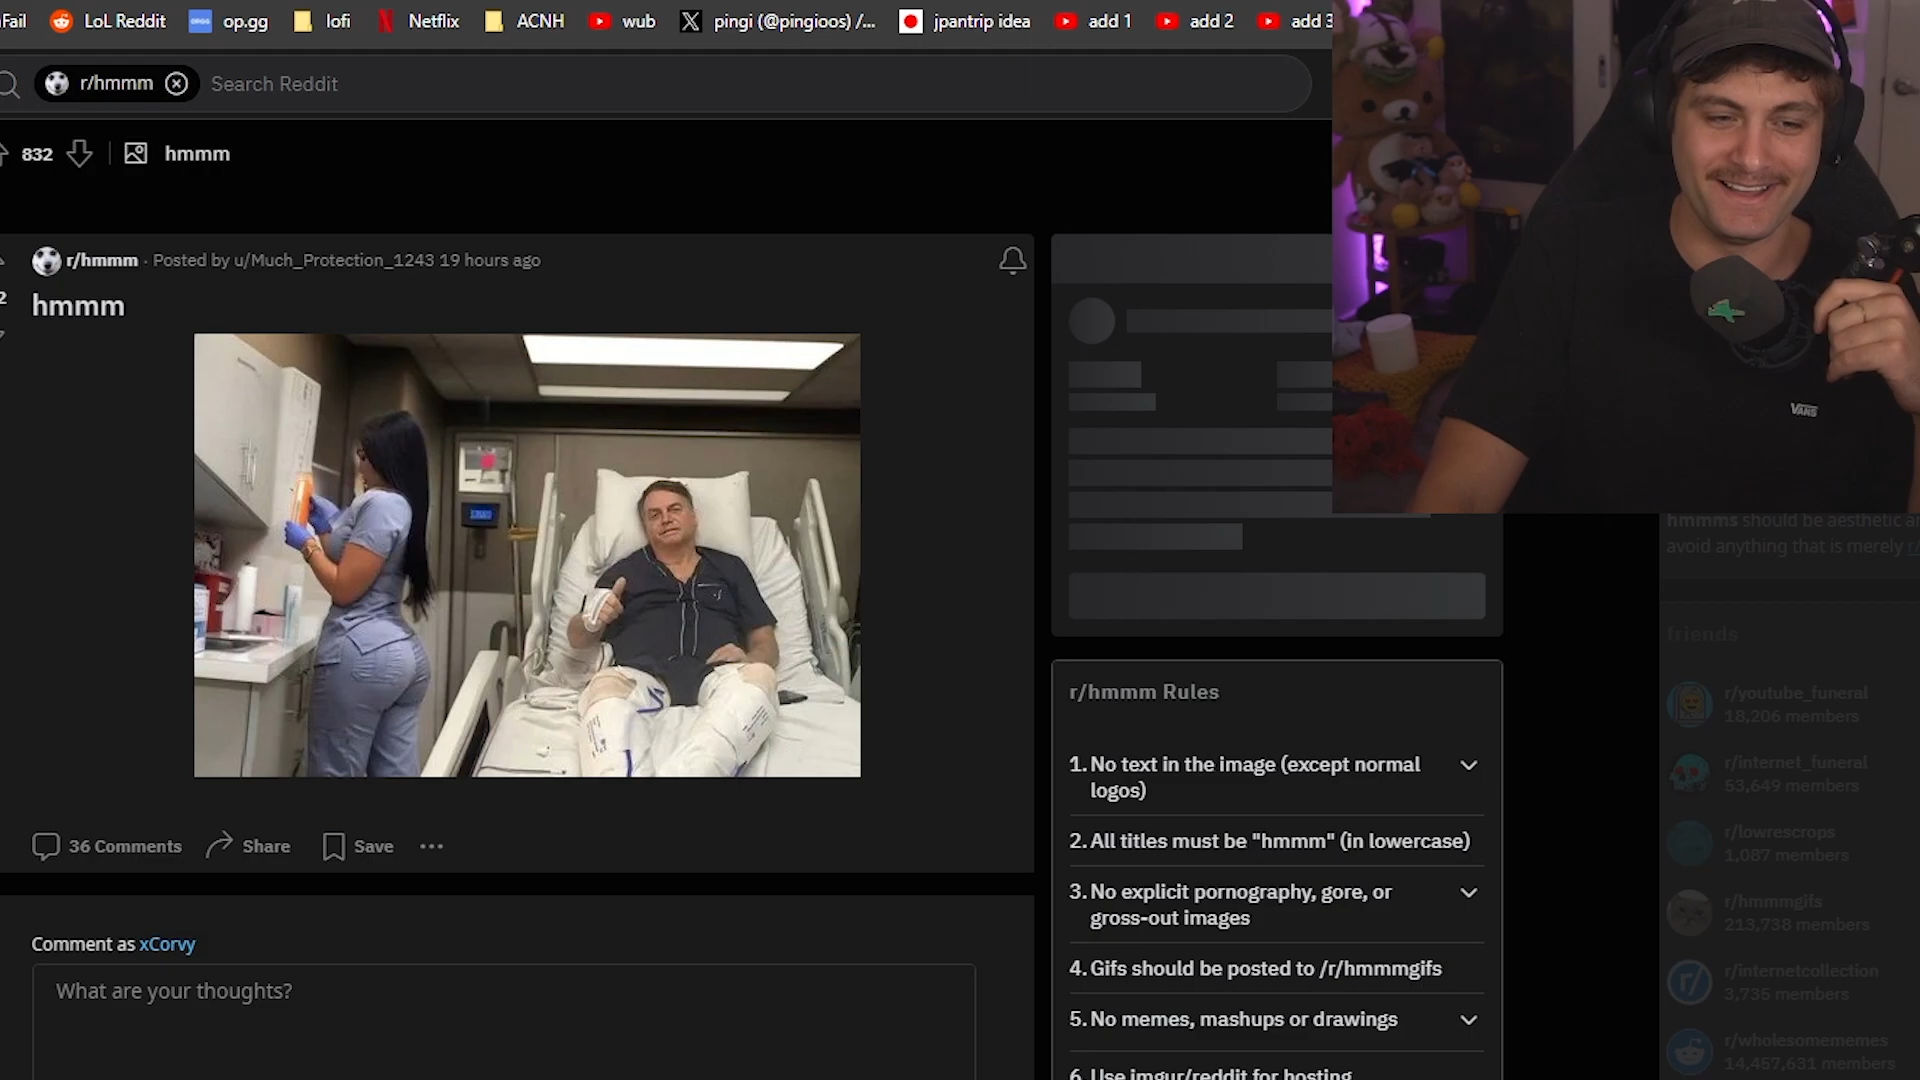 Fail
LoL Reddit
OPGG
op.gg
lofi
Netflix
ACNH
wub
pingi (@pingioos) /...
jpantrip idea
add 1
add 2
add 3
r/hmmm
Search Reddit
832
hmmm
r/hmmm · Posted by u/Much_Protection_1243 19 hours ago
2
hmmm
36 Comments
Share
Save
Comment as xCorvy
What are your thoughts?
VANS
hmmms should be aesthetic a
avoid anything that is merely r/
r/hmmm Rules
1. No text in the image (except normal
logos)
2. All titles must be "hmmm" (in lowercase)
3. No explicit pornography, gore, or
gross-out images
4. Gifs should be posted to /r/hmmmgifs
5. No memes, mashups or drawings
6. Use imgur/reddit for hosting
friends
r/youtube_funeral
18,206 members
r/internet_funeral
53,649 members
r/lowrescrops
1,087 members
r/hmmmgifs
213,738 members
r/internetcollection
3,735 members
r/wholesomememes
14,457,631 members